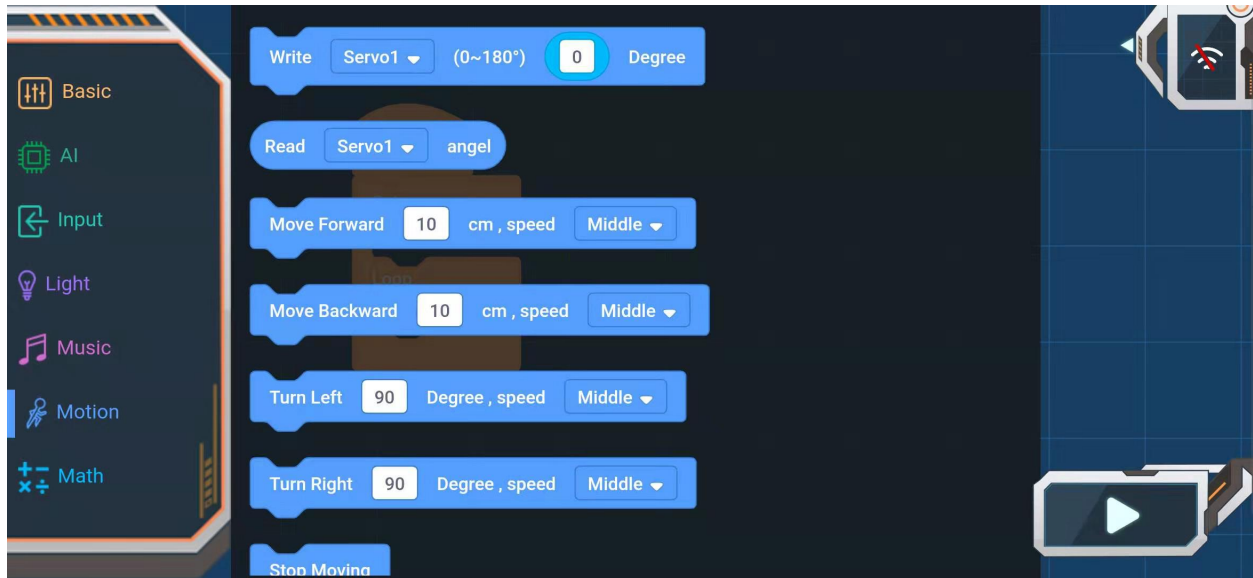 Basic
AI
Input
Light
Music
Motion
Math
Write Servo1 (0~180°) 0 Degree
Read Servo1 angel
Move Forward 10 cm , speed Middle
Loop
Move Backward 10 cm , speed Middle
Turn Left 90 Degree , speed Middle
Turn Right 90 Degree , speed Middle
Stop Moving